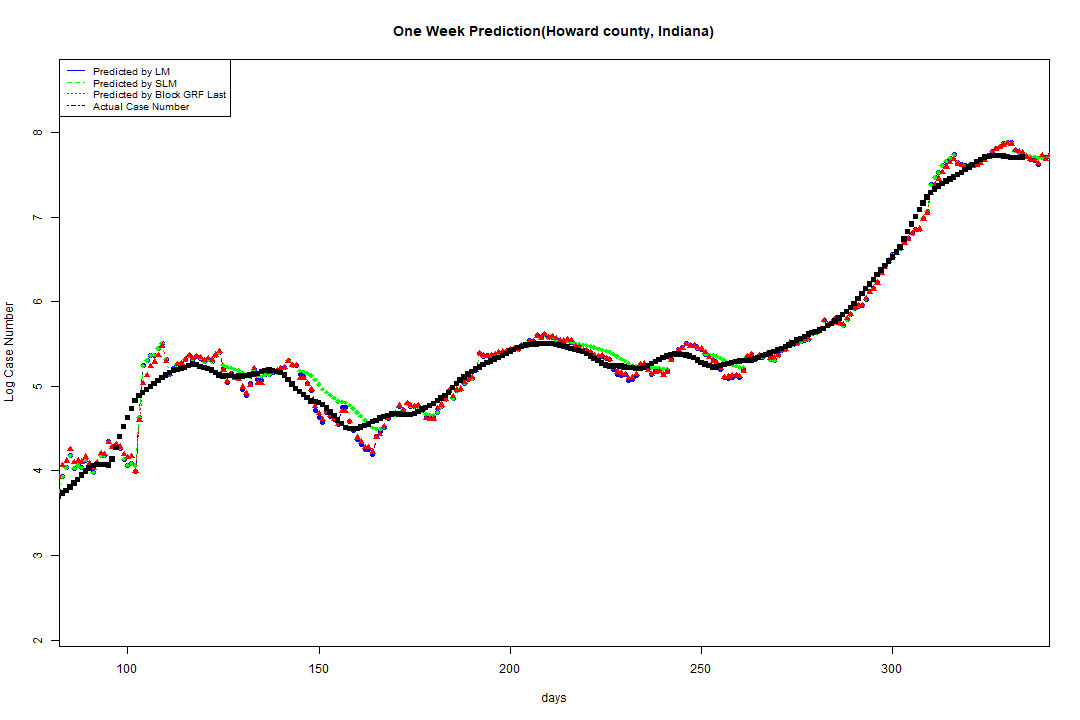 One Week Prediction(Howard county, Indiana)
Predicted by LM
Predicted by SLM
Predicted by Block GRF Last
Actual Case Number
8
7
6
5
4
3
2
Log Case Number
100 150 200 250 300
days